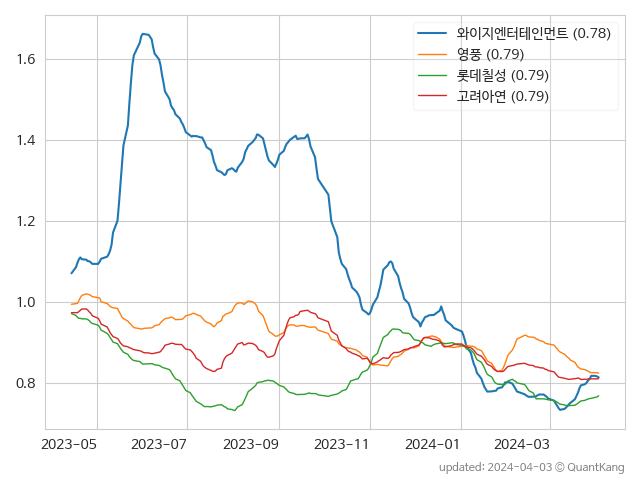 와이지엔터테인먼트 (0.78)
영풍 (0.79)
롯데칠성 (0.79)
고려아연 (0.79)
1.6
1.4
1.2
1.0
0.8
2023−05 2023−07 2023−09 2023−11 2024−01 2024−03
updated: 2024-04-03 © QuantKang